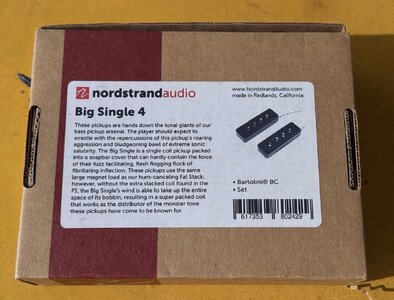 nordstrandaudio
www.NordstrandAudio.com
made in Redlands, California
Big Single 4
These pickups are hands down the tonal giants of our
bass pickup arsenal. The player should expect to
wrestle with the repercussions of this pickup's roaring
aggression and bludgeoning bawl of extreme sonic
salubrity. The Big Single is a single coil pickup packed
into a soapbar cover that can hardly contain the force
of their fuzz facilitating, flesh flogging flock of
fibrillating inflection. These pickups use the same
large magnet load as our hum-canceling Fat Stack;
however, without the extra stacked coil found in the
FS, the Big Single's wind is able to take up the entire
space of its bobbin, resulting in a super packed coil
that works as the distributor of the monster tone
these pickups have come to be known for.
• Bartolini® BC
• Set
617353 802429